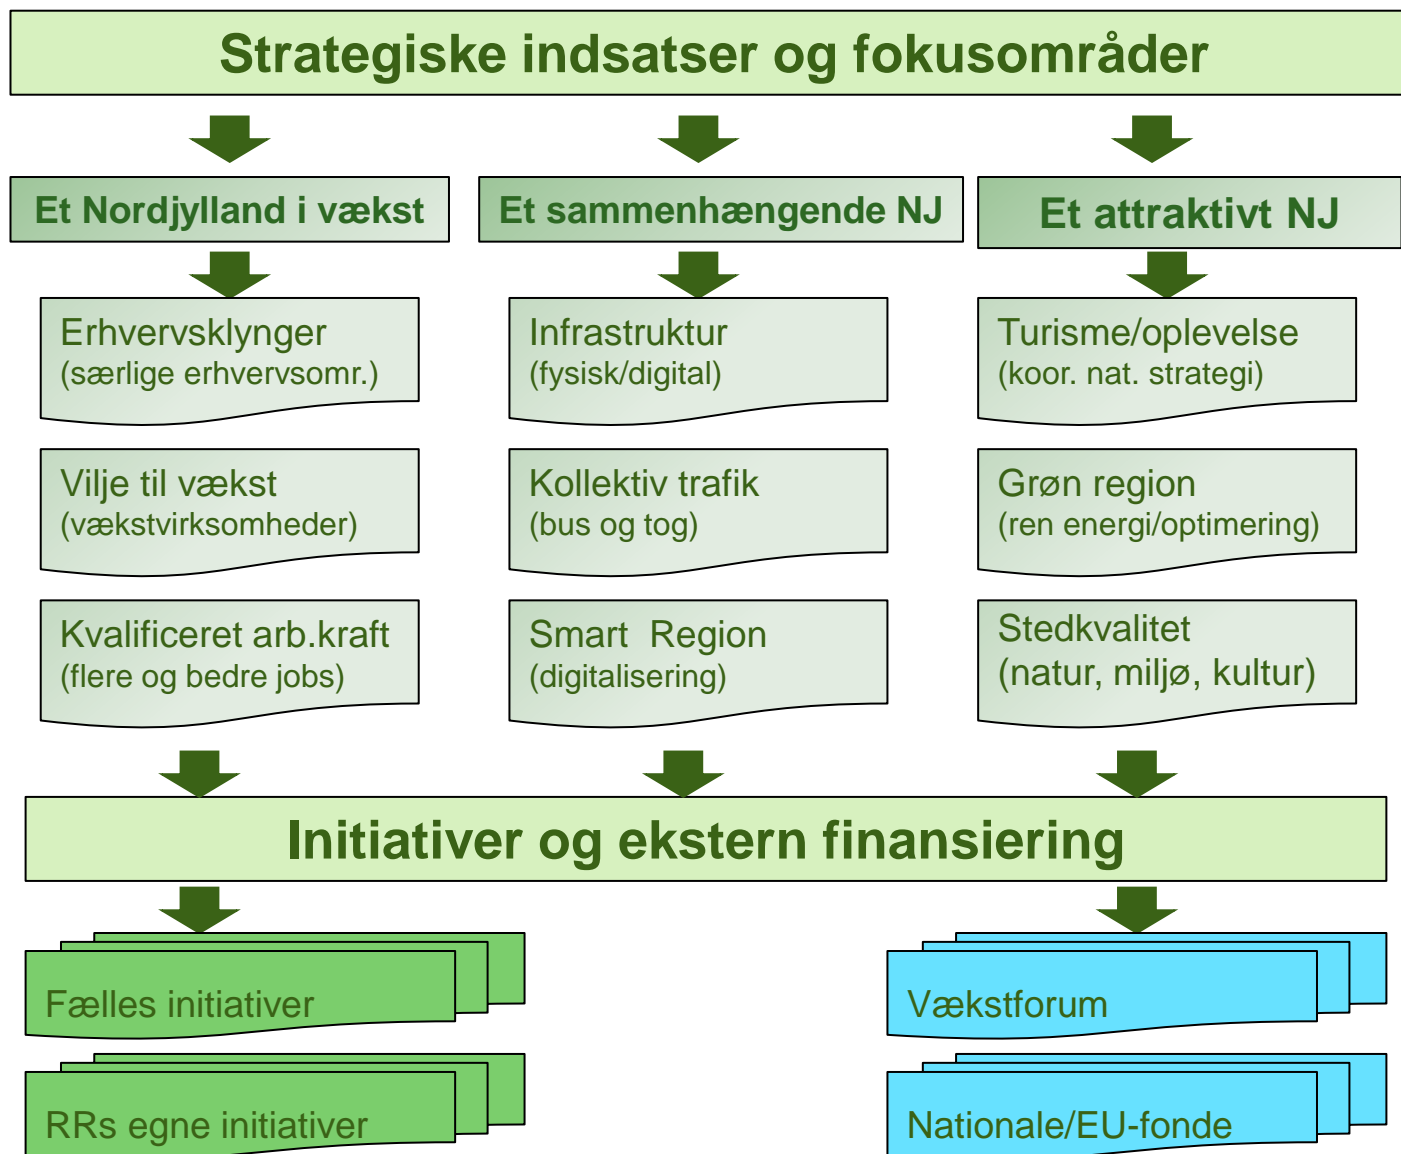 Strategiske indsatser og fokusområder
Et Nordjylland i vækst
Et sammenhængende NJ
Et attraktivt NJ
Erhvervsklynger
(særlige erhvervsomr.)
Infrastruktur
(fysisk/digital)
Turisme/oplevelse
(koor. nat. strategi)
Vilje til vækst
(vækstvirksomheder)
Kollektiv trafik
(bus og tog)
Grøn region
(ren energi/optimering)
Kvalificeret arb.kraft
(flere og bedre jobs)
Smart  Region
(digitalisering)
Stedkvalitet
(natur, miljø, kultur)
Initiativer og ekstern finansiering
Fælles initiativer
Vækstforum
RRs egne initiativer
Nationale/EU-fonde